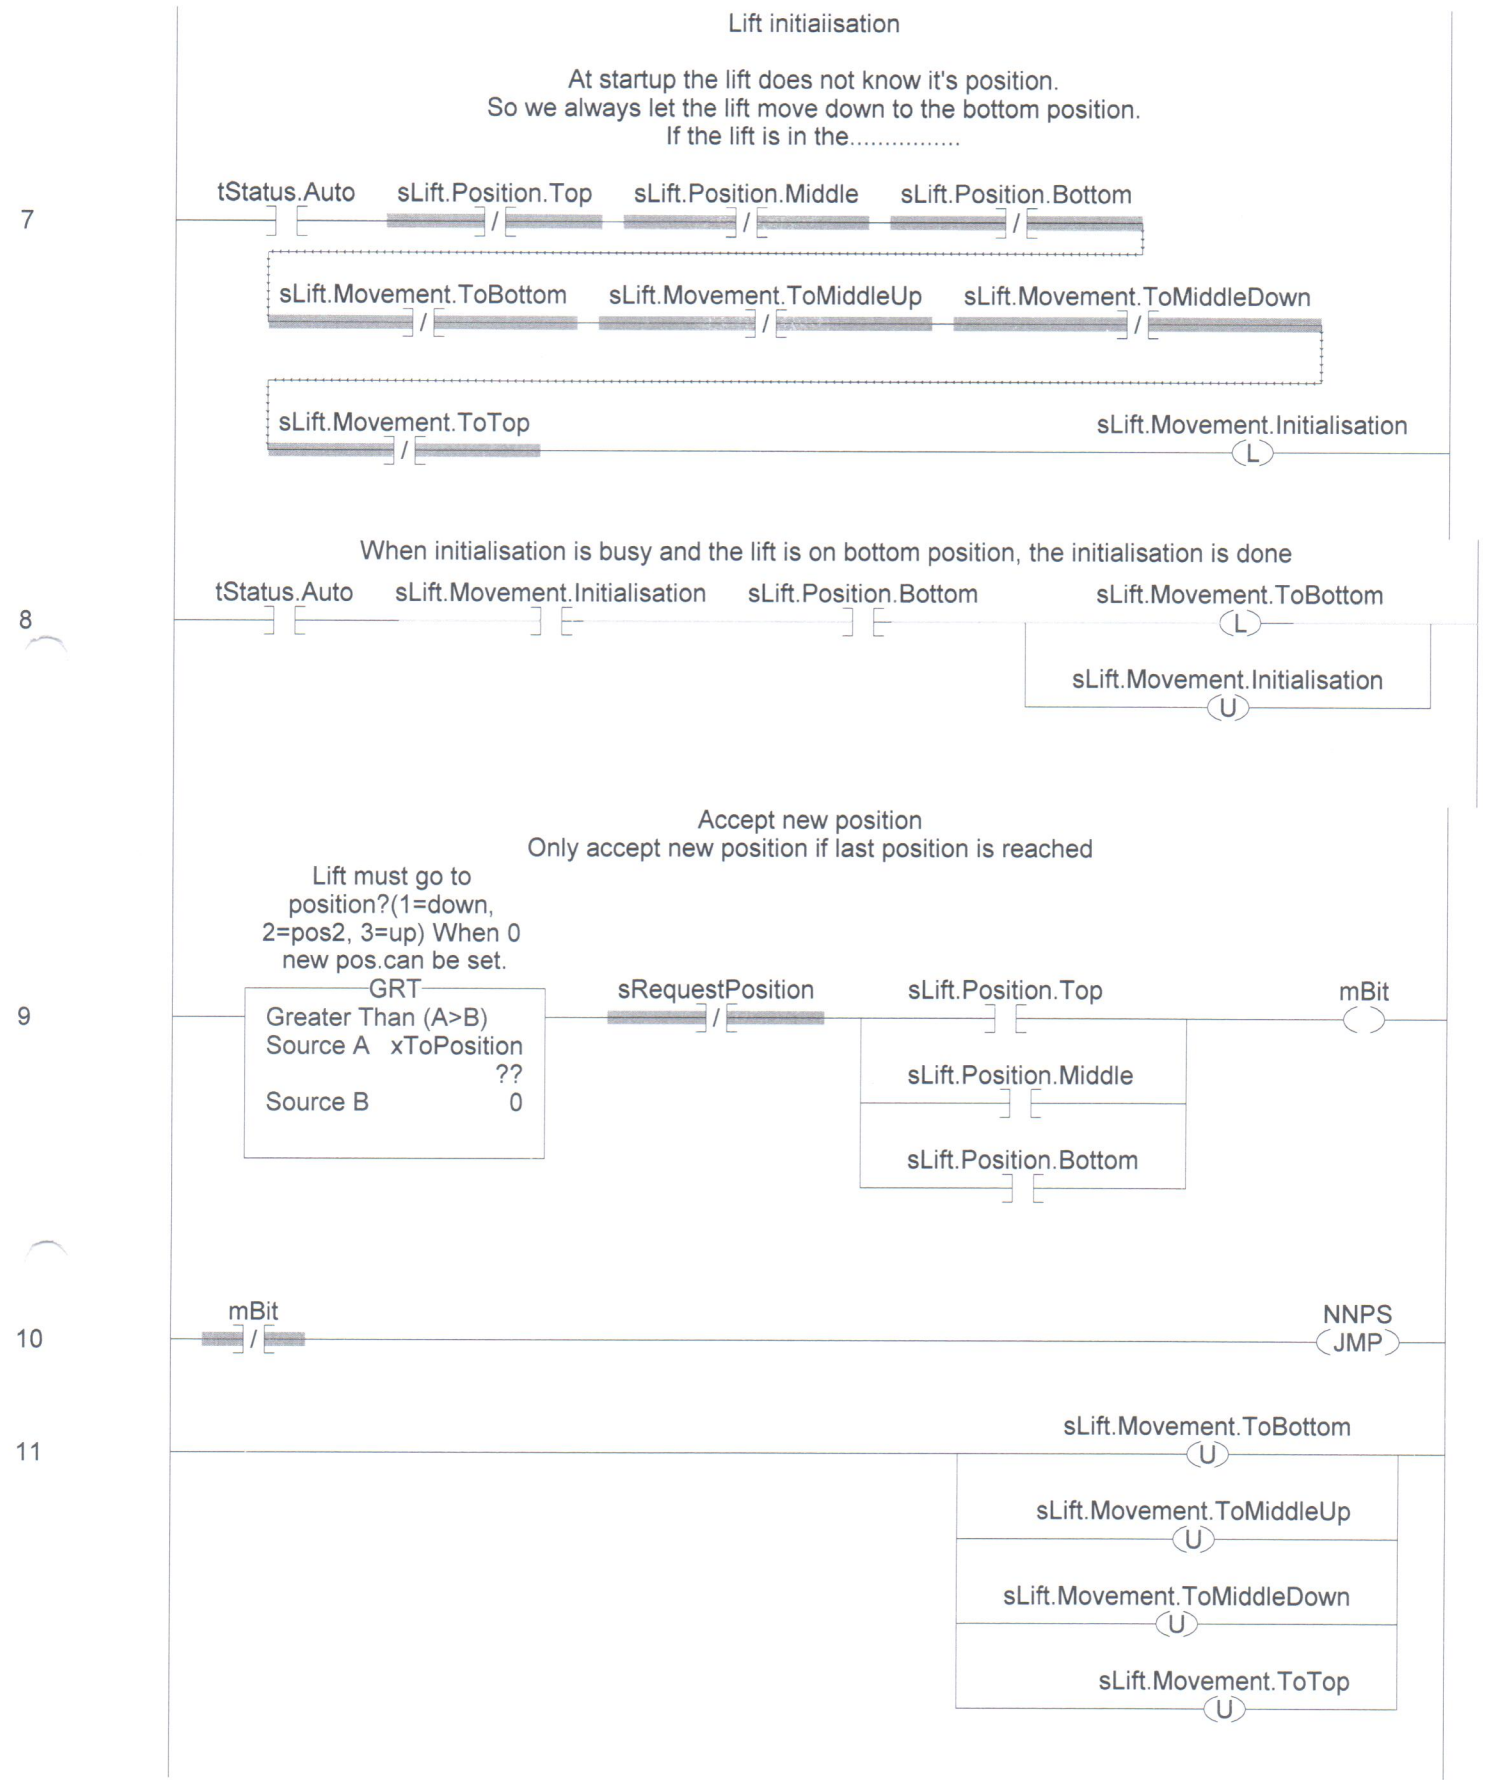 Lift initiaiisation
At startup the lift does not know it's position.
So we always let the lift move down to the bottom position.
If the lift is in the................
7
tStatus.Auto sLift.Position.Top sLift.Position.Middle sLift.Position.Bottom
/ / /
sLift.Movement.ToBottom sLift.Movement.ToMiddleUp sLift.Movement.ToMiddleDown
/ / /
sLift.Movement.ToTop sLift.Movement.Initialisation
/ L
When initialisation is busy and the lift is on bottom position, the initialisation is done
8
tStatus.Auto sLift.Movement.Initialisation sLift.Position.Bottom sLift.Movement.ToBottom
L
sLift.Movement.Initialisation
U
Accept new position
Only accept new position if last position is reached
Lift must go to
position?(1=down,
2=pos2, 3=up) When 0
new pos.can be set.
9
GRT sRequestPosition sLift.Position.Top mBit
Greater Than (A>B) /
Source A xToPosition
??
Source B 0
sLift.Position.Middle
sLift.Position.Bottom
10
mBit NNPS
/ JMP
11
sLift.Movement.ToBottom
U
sLift.Movement.ToMiddleUp
U
sLift.Movement.ToMiddleDown
U
sLift.Movement.ToTop
U